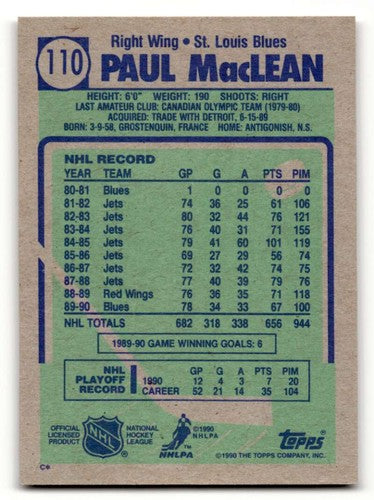 110
Right Wing • St. Louis Blues
PAUL MacLEAN
HEIGHT: 6'0" WEIGHT: 190 SHOOTS: RIGHT
LAST AMATEUR CLUB: CANADIAN OLYMPIC TEAM (1979-80)
ACQUIRED: TRADE WITH DETROIT, 6-15-89
BORN: 3-9-58, GROSTENQUIN, FRANCE HOME: ANTIGONISH, N.S.
NHL RECORD
YEAR TEAM GP G A PTS PIM
80-81 Blues 1 0 0 0 0
81-82 Jets 74 36 25 61 106
82-83 Jets 80 32 44 76 121
83-84 Jets 76 40 31 71 155
84-85 Jets 79 60 41 101 119
85-86 Jets 69 27 29 56 74
86-87 Jets 72 32 42 74 75
87-88 Jets 77 40 39 79 76
88-89 Red Wings 76 36 35 71 118
89-90 Blues 78 34 33 67 100
NHL TOTALS 682 318 338 656 944
1989-90 GAME WINNING GOALS: 6
NHL PLAYOFF RECORD
GP G A PTS PIM
1990 12 4 3 7 20
CAREER 52 21 14 35 104
OFFICIAL LICENSED PRODUCT
NHL
NATIONAL HOCKEY LEAGUE
©1990 NHLPA
NHLPA
TOPPS
©1990 THE TOPPS COMPANY, INC.
C*